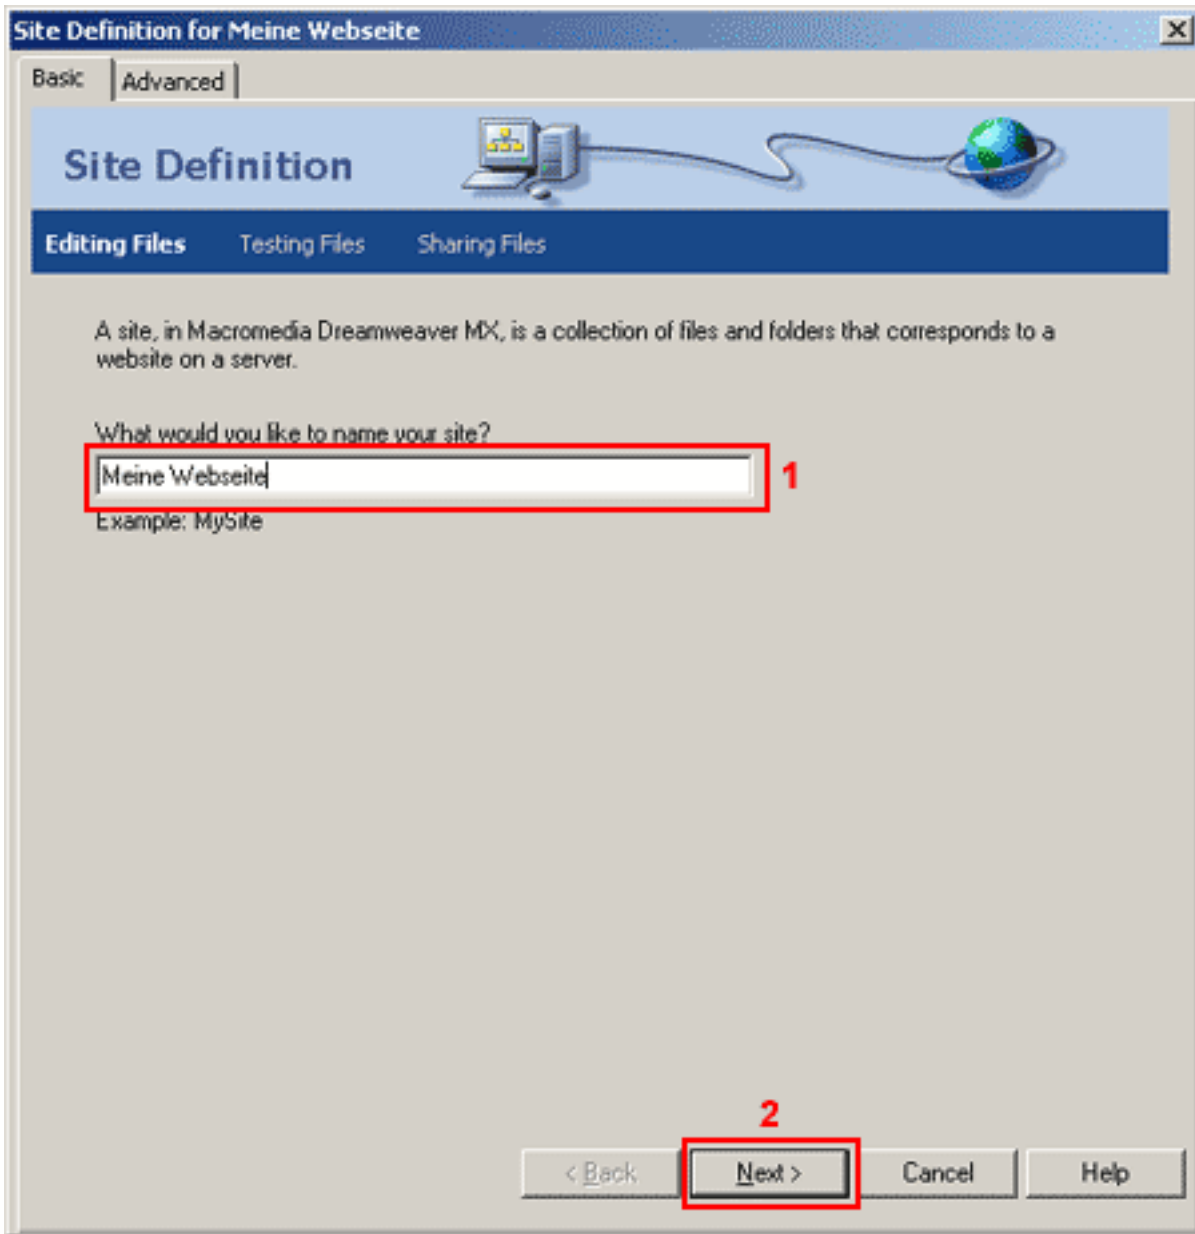 Site Definition for Meine Webseite
Basic Advanced
Site Definition
Editing Files Testing Files Sharing Files
A site, in Macromedia Dreamweaver MX, is a collection of files and folders that corresponds to a
website on a server.
What would you like to name your site?
Meine Webseite
1
Example: MySite
2
< Back Next > Cancel Help